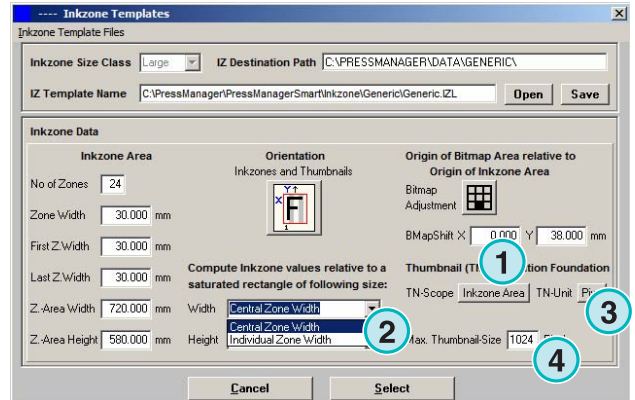 ---- Inkzone Templates
Inkzone Template Files
Inkzone Size Class Large IZ Destination Path C:\PRESSMANAGER\DATA\GENERIC\
IZ Template Name C:\PressManager\PressManagerSmart\Inkzone\Generic\Generic.IZL Open Save
Inkzone Data
Inkzone Area
No of Zones 24
Zone Width 30.000 mm
First Z.Width 30.000 mm
Last Z.Width 30.000 mm
Z.-Area Width 720.000 mm
Z.-Area Height 580.000 mm
Orientation
Inkzones and Thumbnails
Y
X
F
1
Compute Inkzone values relative to a
saturated rectangle of following size:
Width Central Zone Width
Central Zone Width
Height Individual Zone Width
2
Origin of Bitmap Area relative to
Origin of Inkzone Area
Bitmap
Adjustment
BMapShift X 0.000 Y 38.000 mm
1
Thumbnail Foundation
TN-Scope Inkzone Area TN-Unit
3
Max. Thumbnail-Size 1024
4
Cancel Select